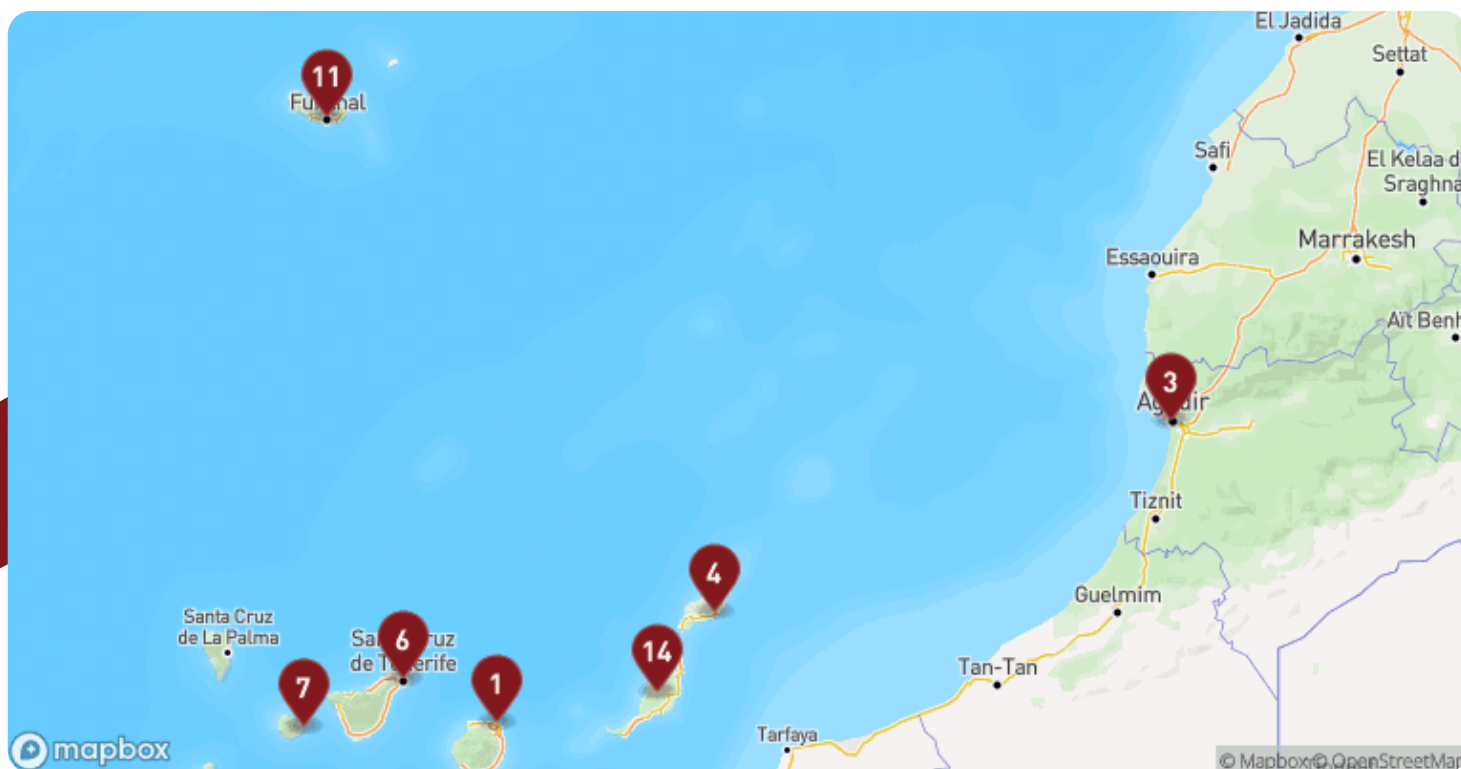 El Jadida
Settat
11
Safi
El Kelaa d
Sraghna
Marrakesh
Essaouira
Aït Benh
3
Tiznit
4
Guelmim
Santa Cruz
de La Palma
6
14
Tan-Tan
7
1
Tarfaya
mapbox
© Mapbox © OpenStreetMap